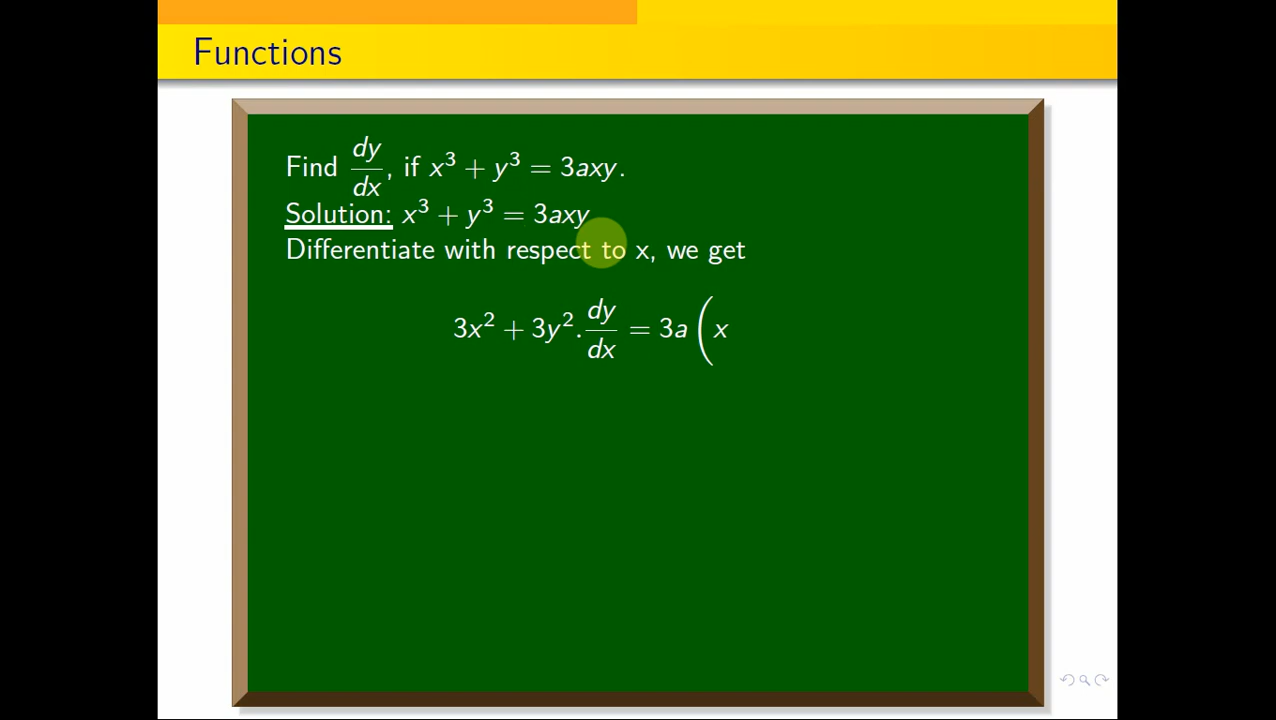 Functions
Find dy/dx, if x³ + y³ = 3axy.
Solution: x³ + y³ = 3axy
Differentiate with respect to x, we get
3x² + 3y². dy/dx = 3a (x